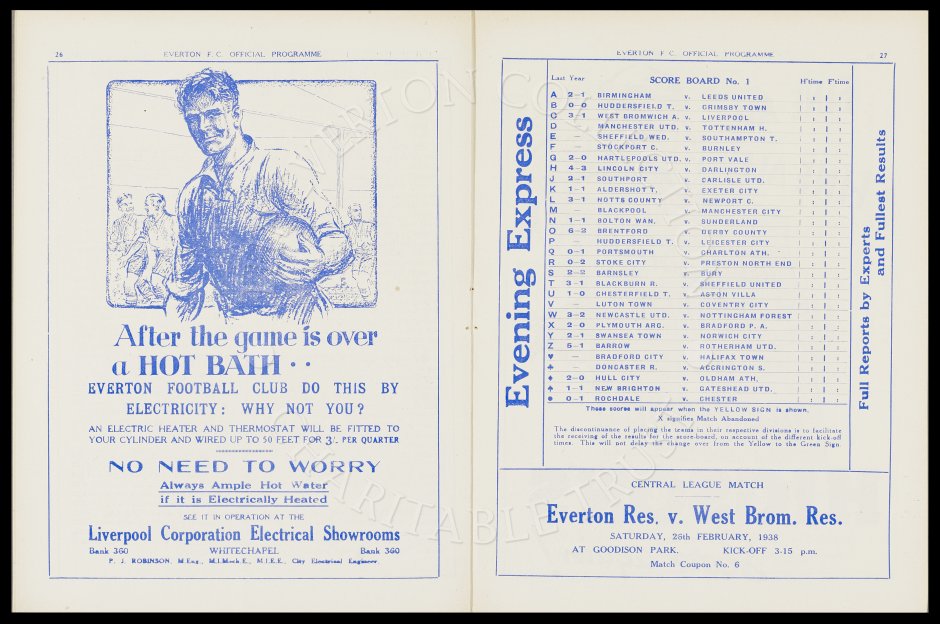 26
EVERTON F.C. OFFICIAL PROGRAMME
After the game is over
a HOT BATH ··
EVERTON FOOTBALL CLUB DO THIS BY
ELECTRICITY: WHY NOT YOU?
AN ELECTRIC HEATER AND THERMOSTAT WILL BE FITTED TO
YOUR CYLINDER AND WIRED UP TO 50 FEET FOR 3/- PER QUARTER
NO NEED TO WORRY
Always Ample Hot Water
if it is Electrically Heated
SEE IT IN OPERATION AT THE
Liverpool Corporation Electrical Showrooms
Bank 360 WHITECHAPEL Bank 360
P. J. ROBINSON, M.Eng., M.I.Mech.E., M.I.E.E., City Electrical Engineer.
EVERTON F.C. OFFICIAL PROGRAMME
27
Evening Express
Last Year SCORE BOARD No. 1 H'time F'time
A 2-1 BIRMINGHAM v. LEEDS UNITED
B 0-0 HUDDERSFIELD T. v. GRIMSBY TOWN
C 3-1 WEST BROMWICH A. v. LIVERPOOL
D MANCHESTER UTD. v. TOTTENHAM H.
E — SHEFFIELD WED. v. SOUTHAMPTON T.
F — STOCKPORT C. v. BURNLEY
G 2-0 HARTLEPOOLS UTD. v. PORT VALE
H 4-3 LINCOLN CITY v. DARLINGTON
J 2-1 SOUTHPORT v. CARLISLE UTD.
K 1-1 ALDERSHOT T. v. EXETER CITY
L 3-1 NOTTS COUNTY v. NEWPORT C.
M BLACKPOOL v. MANCHESTER CITY
N 1-1 BOLTON WAN. v. SUNDERLAND
O 6-2 BRENTFORD v. DERBY COUNTY
P — HUDDERSFIELD T. v. LEICESTER CITY
Q 0-1 PORTSMOUTH v. CHARLTON ATH.
R 0-2 STOKE CITY v. PRESTON NORTH END
S 2-2 BARNSLEY v. BURY
T 3-1 BLACKBURN R. v. SHEFFIELD UNITED
U 1-0 CHESTERFIELD T. v. ASTON VILLA
V — LUTON TOWN v. COVENTRY CITY
W 3-2 NEWCASTLE UTD. v. NOTTINGHAM FOREST
X 2-0 PLYMOUTH ARG. v. BRADFORD P. A.
Y 2-1 SWANSEA TOWN v. NORWICH CITY
Z 5-1 BARROW v. ROTHERHAM UTD.
♥ — BRADFORD CITY v. HALIFAX TOWN
♣ — DONCASTER R. v. ACCRINGTON S.
♦ 2-0 HULL CITY v. OLDHAM ATH.
♠ 1-1 NEW BRIGHTON v. GATESHEAD UTD.
● 0-1 ROCHDALE v. CHESTER
These scores will appear when the YELLOW SIGN is shown.
X signifies Match Abandoned
The discontinuance of placing the teams in their respective divisions is to facilitate
the receiving of the results for the score-board, on account of the different kick-off
times. This will not delay the change over from the Yellow to the Green Sign.
Full Reports by Experts
and Fullest Results
CENTRAL LEAGUE MATCH
Everton Res. v. West Brom. Res.
SATURDAY, 26th FEBRUARY, 1938
AT GOODISON PARK. KICK-OFF 3-15 p.m.
Match Coupon No. 6